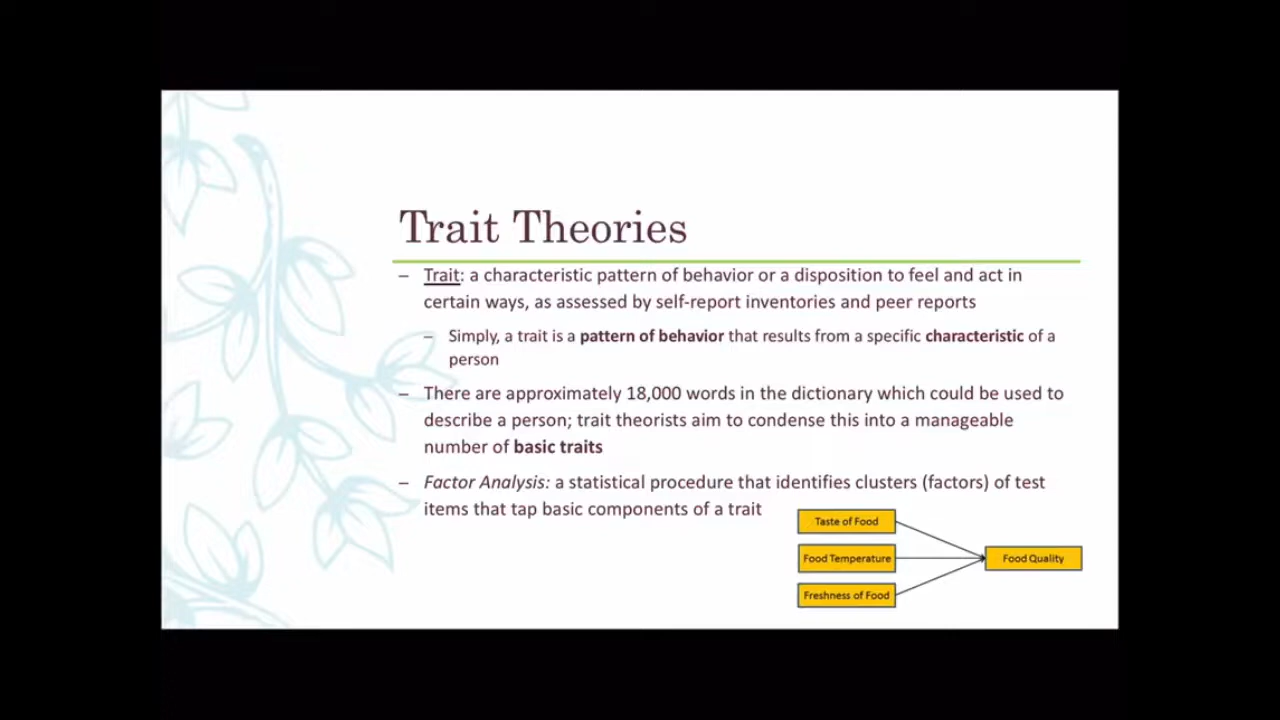 Trait Theories
– Trait: a characteristic pattern of behavior or a disposition to feel and act in
certain ways, as assessed by self-report inventories and peer reports
– Simply, a trait is a pattern of behavior that results from a specific characteristic of a
person
– There are approximately 18,000 words in the dictionary which could be used to
describe a person; trait theorists aim to condense this into a manageable
number of basic traits
– Factor Analysis: a statistical procedure that identifies clusters (factors) of test
items that tap basic components of a trait
Taste of Food
Food Temperature
Food Quality
Freshness of Food